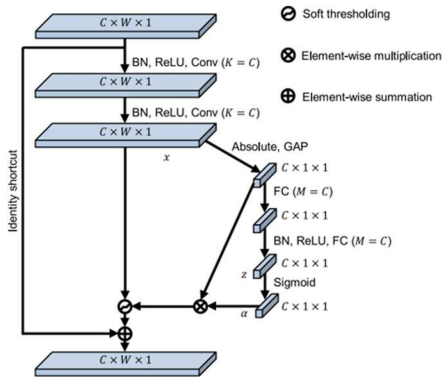 C × W × 1
Soft thresholding
BN, ReLU, Conv (K = C)
Element-wise multiplication
C × W × 1
Element-wise summation
BN, ReLU, Conv (K = C)
C × W × 1
x
Absolute, GAP
C × 1 × 1
FC (M = C)
C × 1 × 1
BN, ReLU, FC (M = C)
C × 1 × 1
z
Sigmoid
C × 1 × 1
α
Identity shortcut
C × W × 1